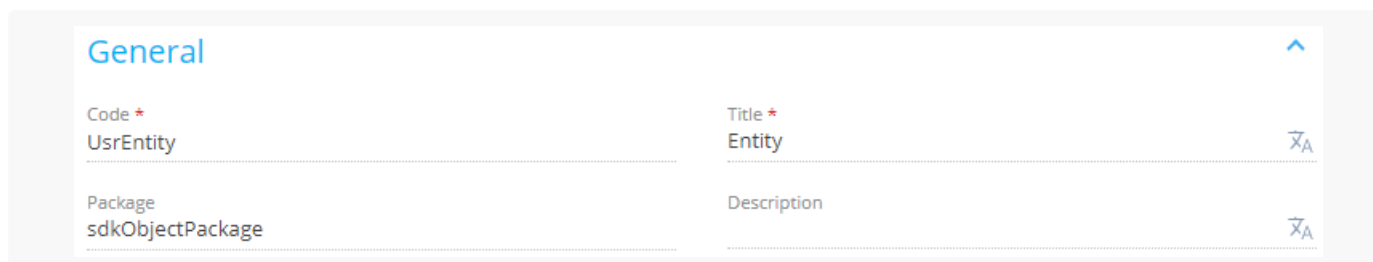 General
Code * Title *
UsrEntity Entity
Package Description
sdkObjectPackage